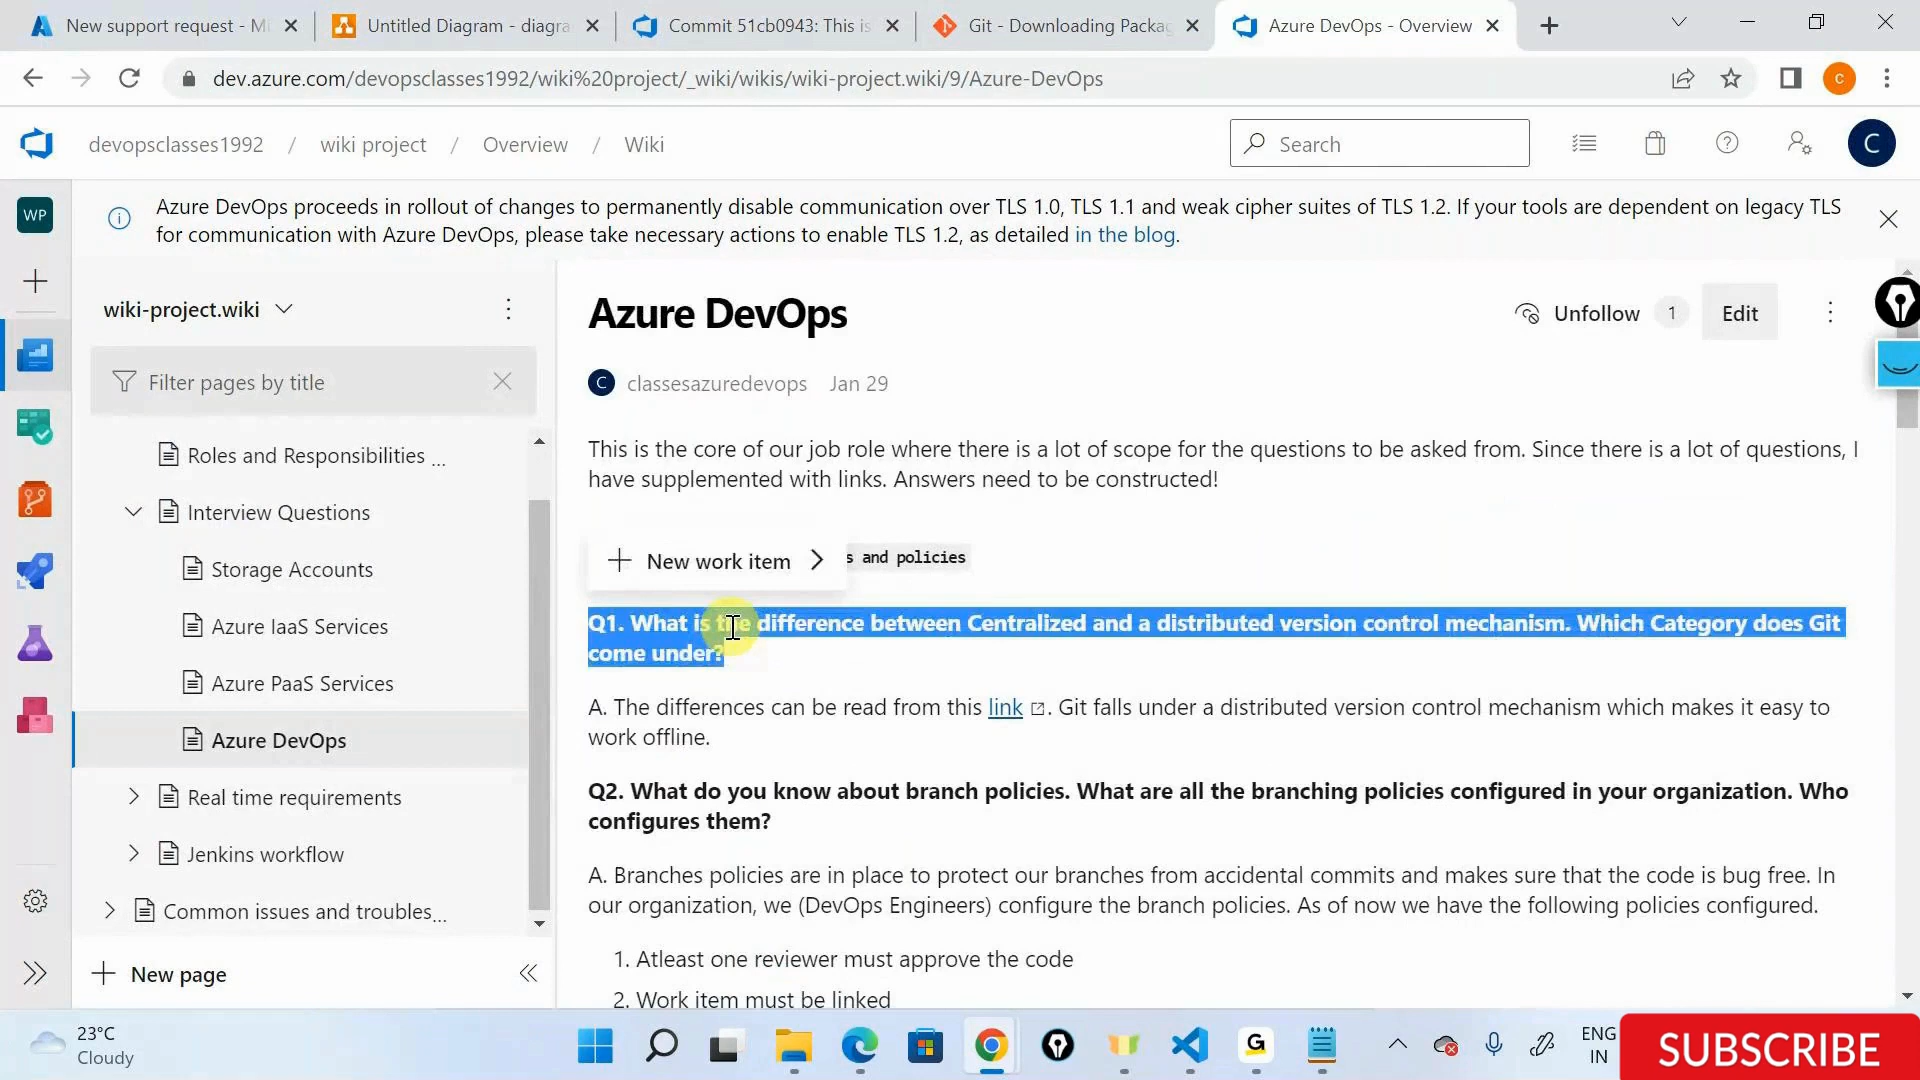 New support request - Mi
Untitled Diagram - diagra
Commit 51cb0943: This is
Git - Downloading Packag
Azure DevOps - Overview
dev.azure.com/devopsclasses1992/wiki%20project/_wiki/wikis/wiki-project.wiki/9/Azure-DevOps
c
devopsclasses1992 / wiki project / Overview / Wiki
Search
C
WP
Azure DevOps proceeds in rollout of changes to permanently disable communication over TLS 1.0, TLS 1.1 and weak cipher suites of TLS 1.2. If your tools are dependent on legacy TLS
for communication with Azure DevOps, please take necessary actions to enable TLS 1.2, as detailed in the blog.
wiki-project.wiki
Filter pages by title
Roles and Responsibilities ...
Interview Questions
Storage Accounts
Azure IaaS Services
Azure PaaS Services
Azure DevOps
Real time requirements
Jenkins workflow
Common issues and troubles...
New page
Azure DevOps
Unfollow 1 Edit
C classesazuredevops Jan 29
This is the core of our job role where there is a lot of scope for the questions to be asked from. Since there is a lot of questions, I
have supplemented with links. Answers need to be constructed!
New work item
s and policies
Q1. What is the difference between Centralized and a distributed version control mechanism. Which Category does Git
come under?
A. The differences can be read from this link. Git falls under a distributed version control mechanism which makes it easy to
work offline.
Q2. What do you know about branch policies. What are all the branching policies configured in your organization. Who
configures them?
A. Branches policies are in place to protect our branches from accidental commits and makes sure that the code is bug free. In
our organization, we (DevOps Engineers) configure the branch policies. As of now we have the following policies configured.
1. Atleast one reviewer must approve the code
2. Work item must be linked
23°C
Cloudy
G
ENG
IN
SUBSCRIBE